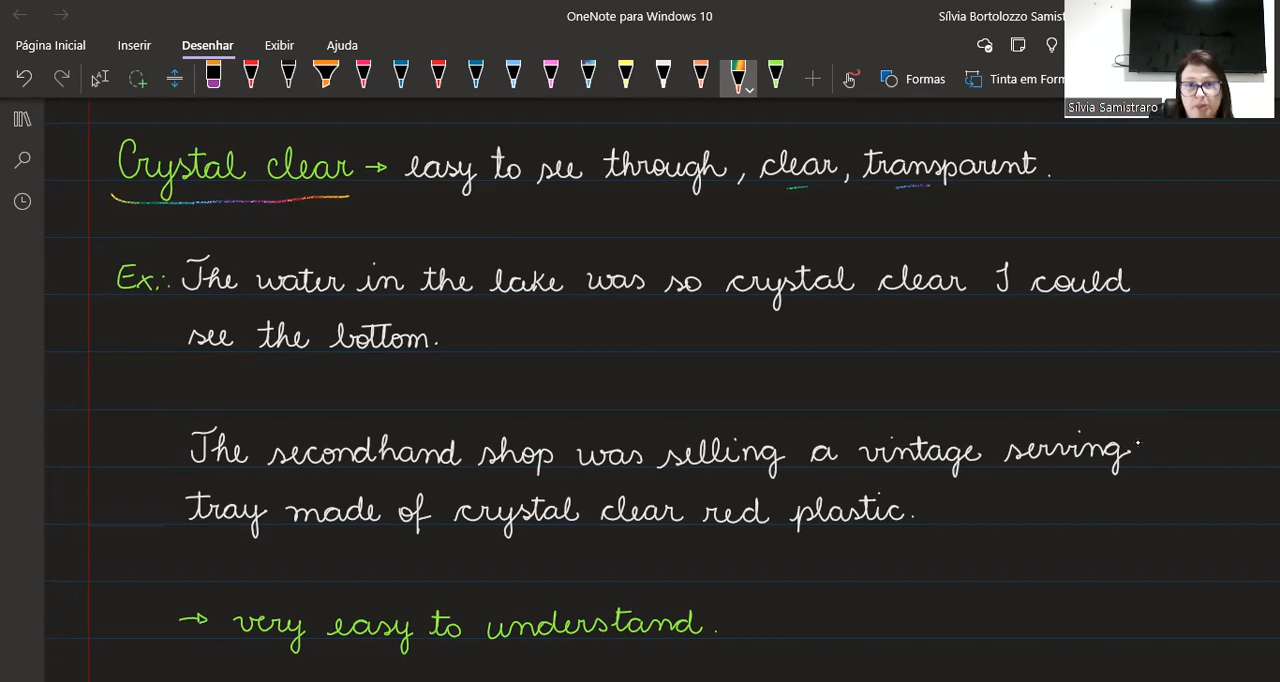 OneNote para Windows 10
Sílvia Bortolozzo Samist
Página Inicial Inserir Desenhar Exibir Ajuda
Formas Tinta em Form
Sílvia Samistraro
Crystal clear → easy to see through, clear, transparent.
Ex.: The water in the lake was so crystal clear I could
see the bottom.
The secondhand shop was selling a vintage serving
tray made of crystal clear red plastic.
→ very easy to understand.